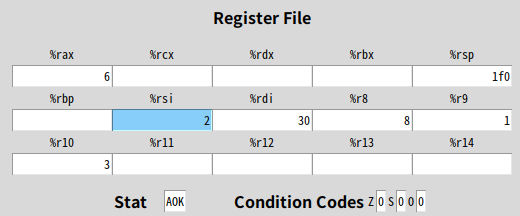 Register File
%rax %rcx %rdx %rbx %rsp
6 1f0
%rbp %rsi %rdi %r8 %r9
2 30 8 1
%r10 %r11 %r12 %r13 %r14
3
Stat AOK Condition Codes Z 0 S 0 O 0